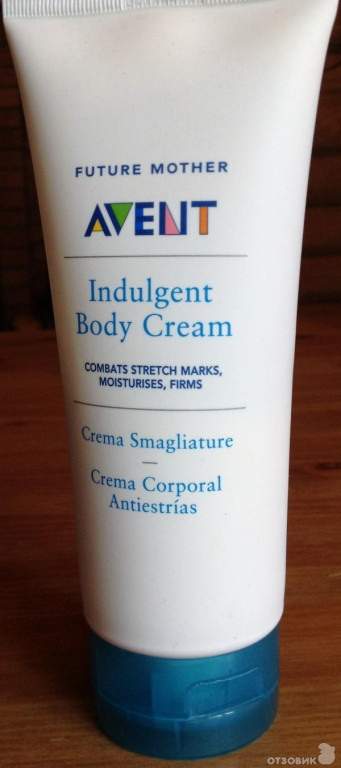 FUTURE MOTHER
AVENT
Indulgent
Body Cream
COMBATS STRETCH MARKS,
MOISTURISES, FIRMS
Crema Smagliature
—
Crema Corporal
Antiestrías
ОТЗОВИК